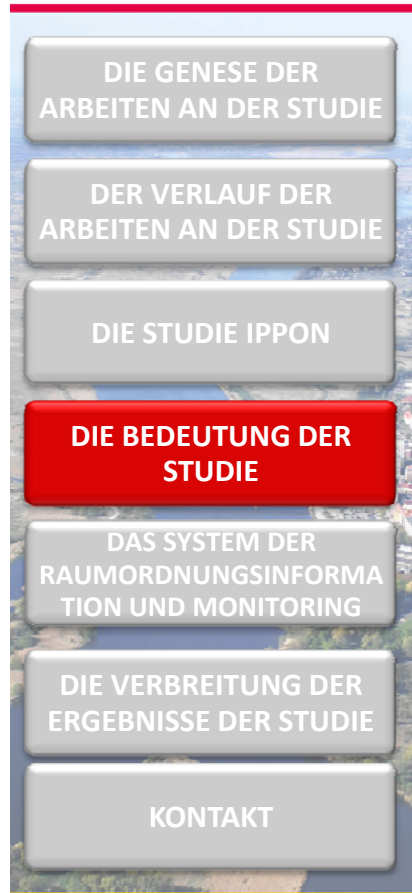 DIE GENESE DER
ARBEITEN AN DER STUDIE
DER VERLAUF DER
ARBEITEN AN DER STUDIE
DIE STUDIE IPPON
DIE BEDEUTUNG DER
STUDIE
DAS SYSTEM DER
RAUMORDNUNGSINFORMA
TION UND MONITORING
DIE VERBREITUNG DER
ERGEBNISSE DER STUDIE
KONTAKT